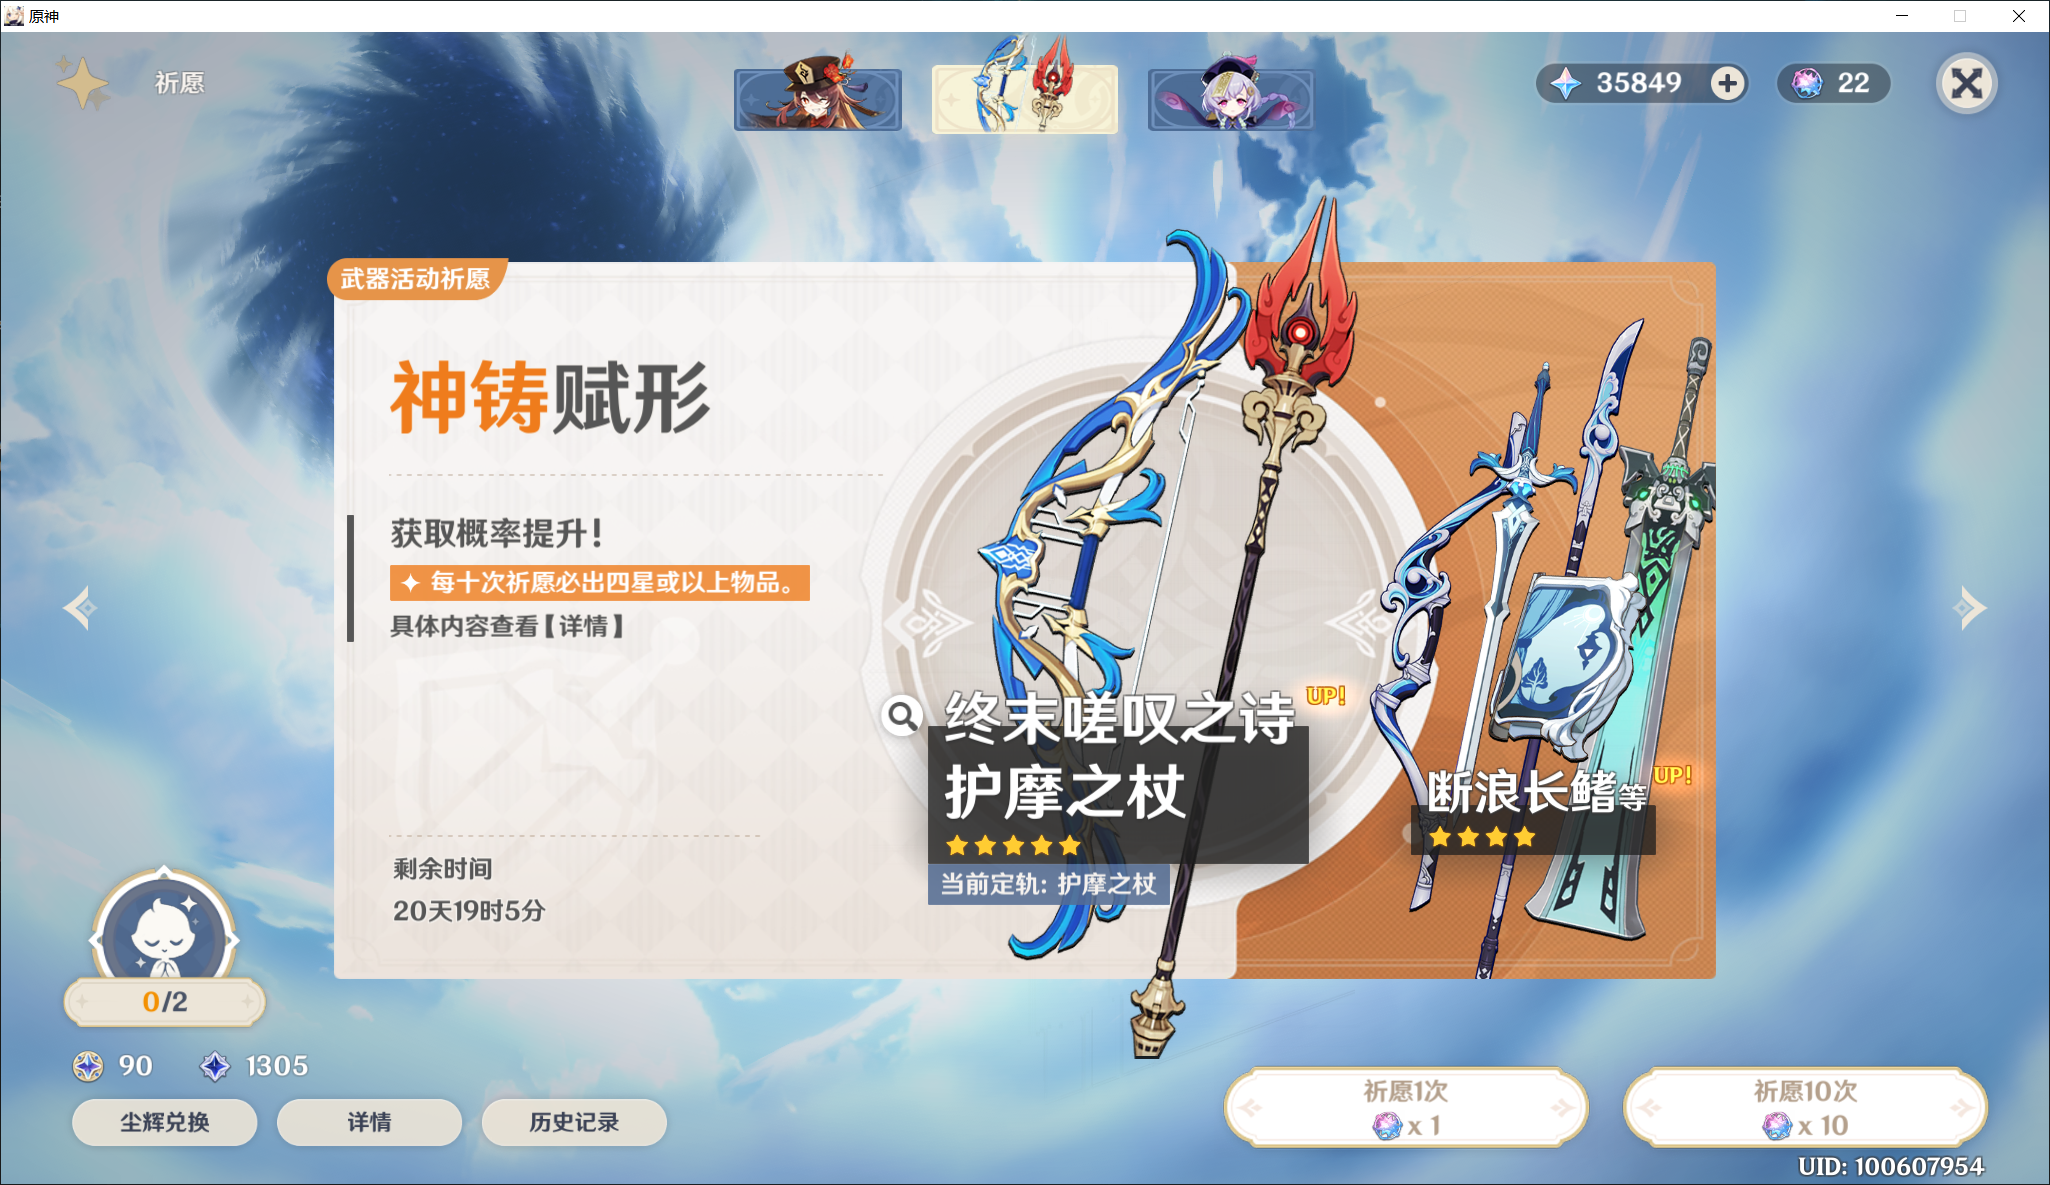 原神
祈愿
35849
22
武器活动祈愿
神铸赋形
获取概率提升！
每十次祈愿必出四星或以上物品。
具体内容查看【详情】
终末嗟叹之诗
UP!
护摩之杖
当前定轨: 护摩之杖
断浪长鳍等
UP!
剩余时间
20天19时5分
0/2
90
1305
尘辉兑换
详情
历史记录
祈愿1次
x 1
祈愿10次
x 10
UID: 100607954